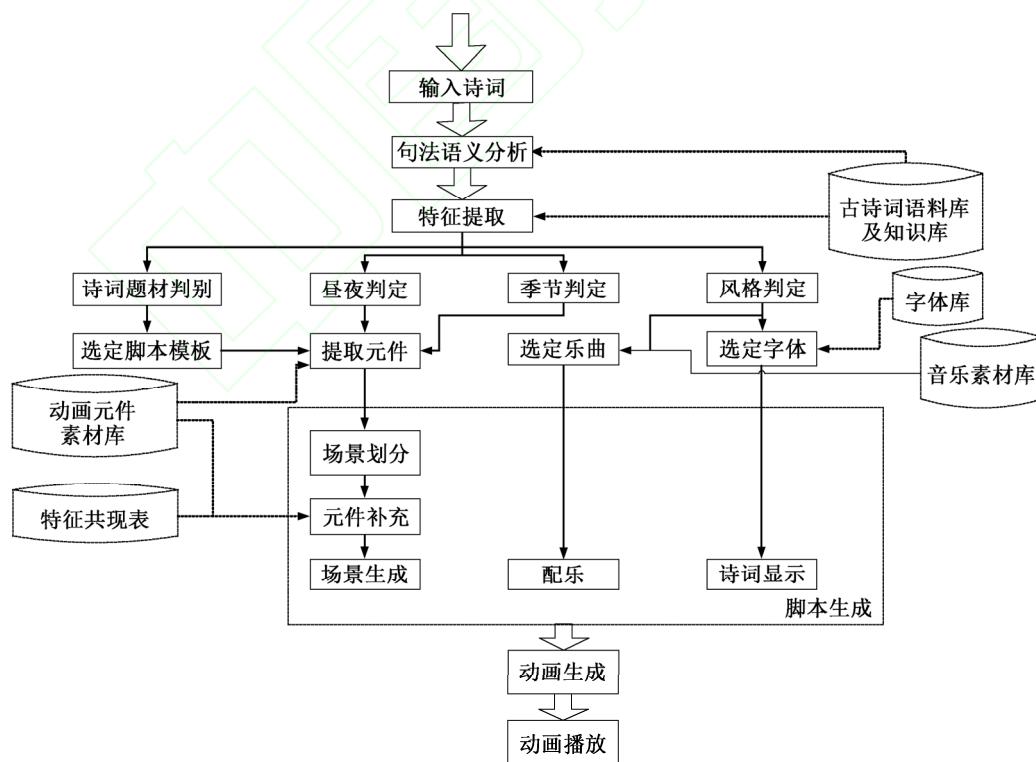 输入诗词
句法语义分析
特征提取
古诗词语料库
及知识库
诗词题材判别
昼夜判定
季节判定
风格判定
字体库
选定脚本模板
提取元件
选定乐曲
选定字体
音乐素材库
动画元件
素材库
场景划分
特征共现表
元件补充
场景生成
配乐
诗词显示
脚本生成
动画生成
动画播放